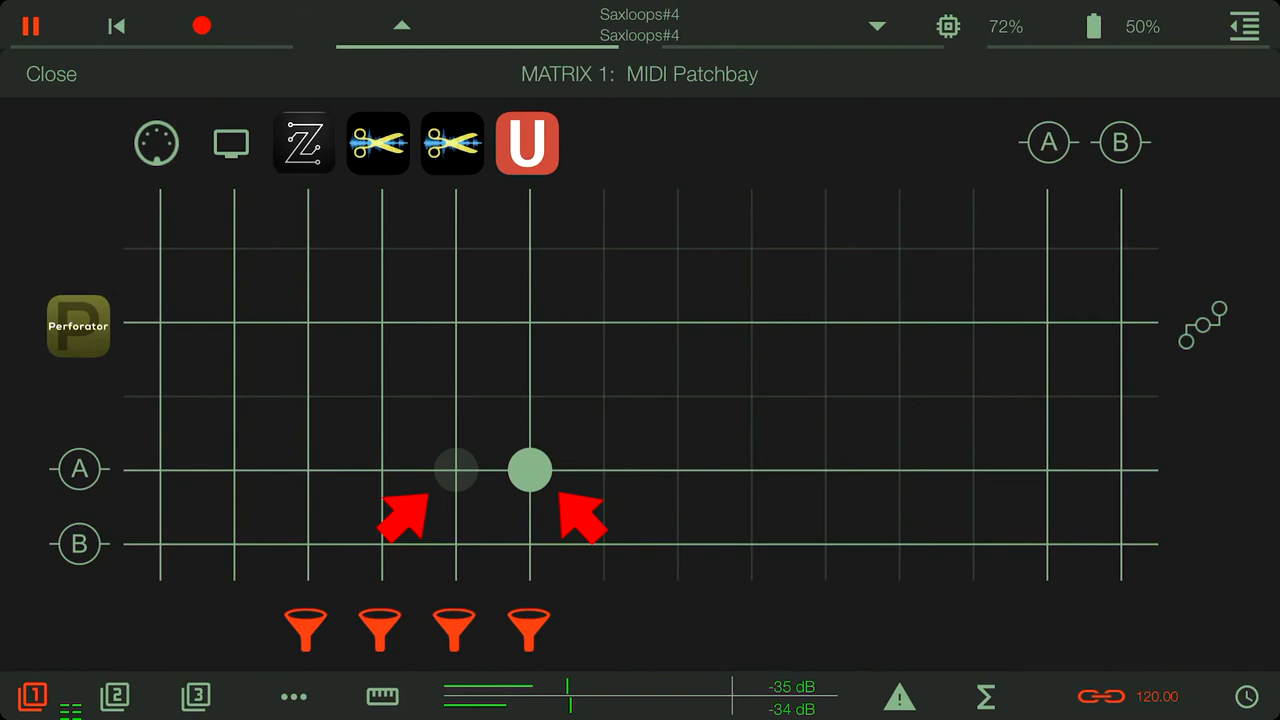 Saxloops#4
Saxloops#4
72%
50%
Close
MATRIX 1: MIDI Patchbay
Z
U
A
B
P
Perforator
A
B
1
2
3
-35 dB
-34 dB
Σ
120.00